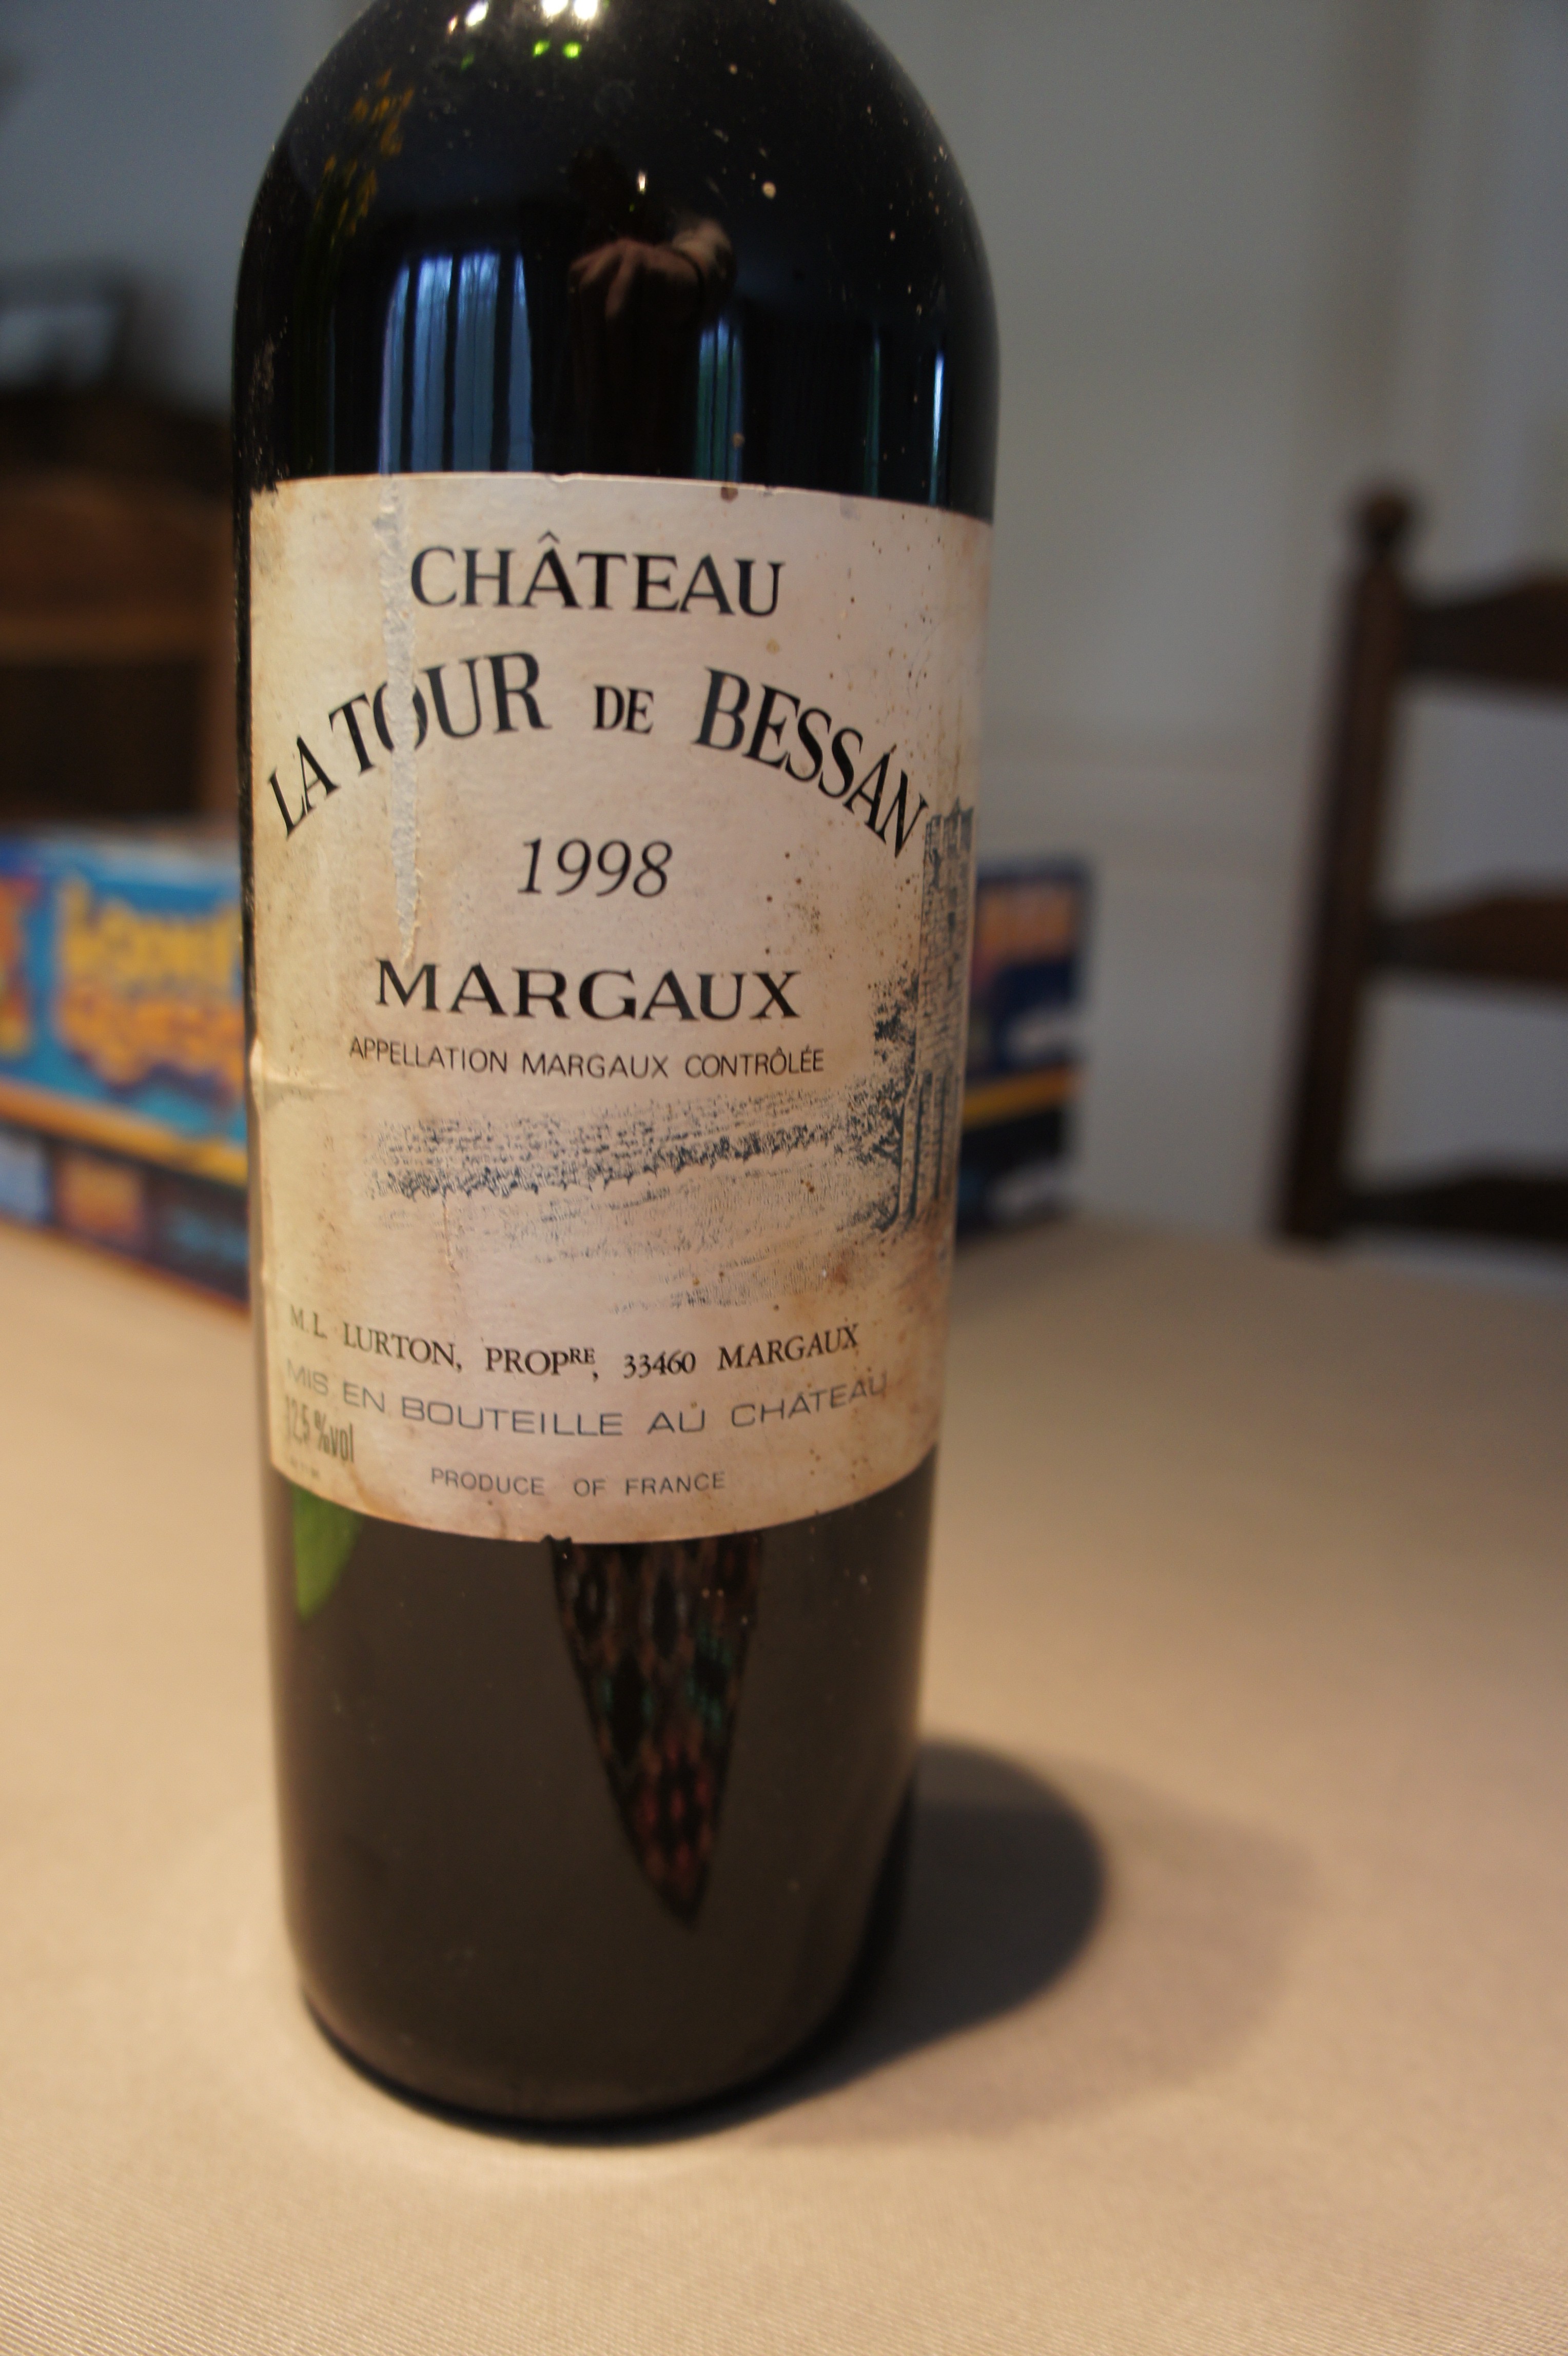 CHÂTEAU
LA TOUR DE BESSAN
1998
MARGAUX
APPELLATION MARGAUX CONTRÔLÉE
M.L. LURTON, PROPRE, 33460 MARGAUX
MIS EN BOUTEILLE AU CHÂTEAU
12,5 %vol
PRODUCE OF FRANCE